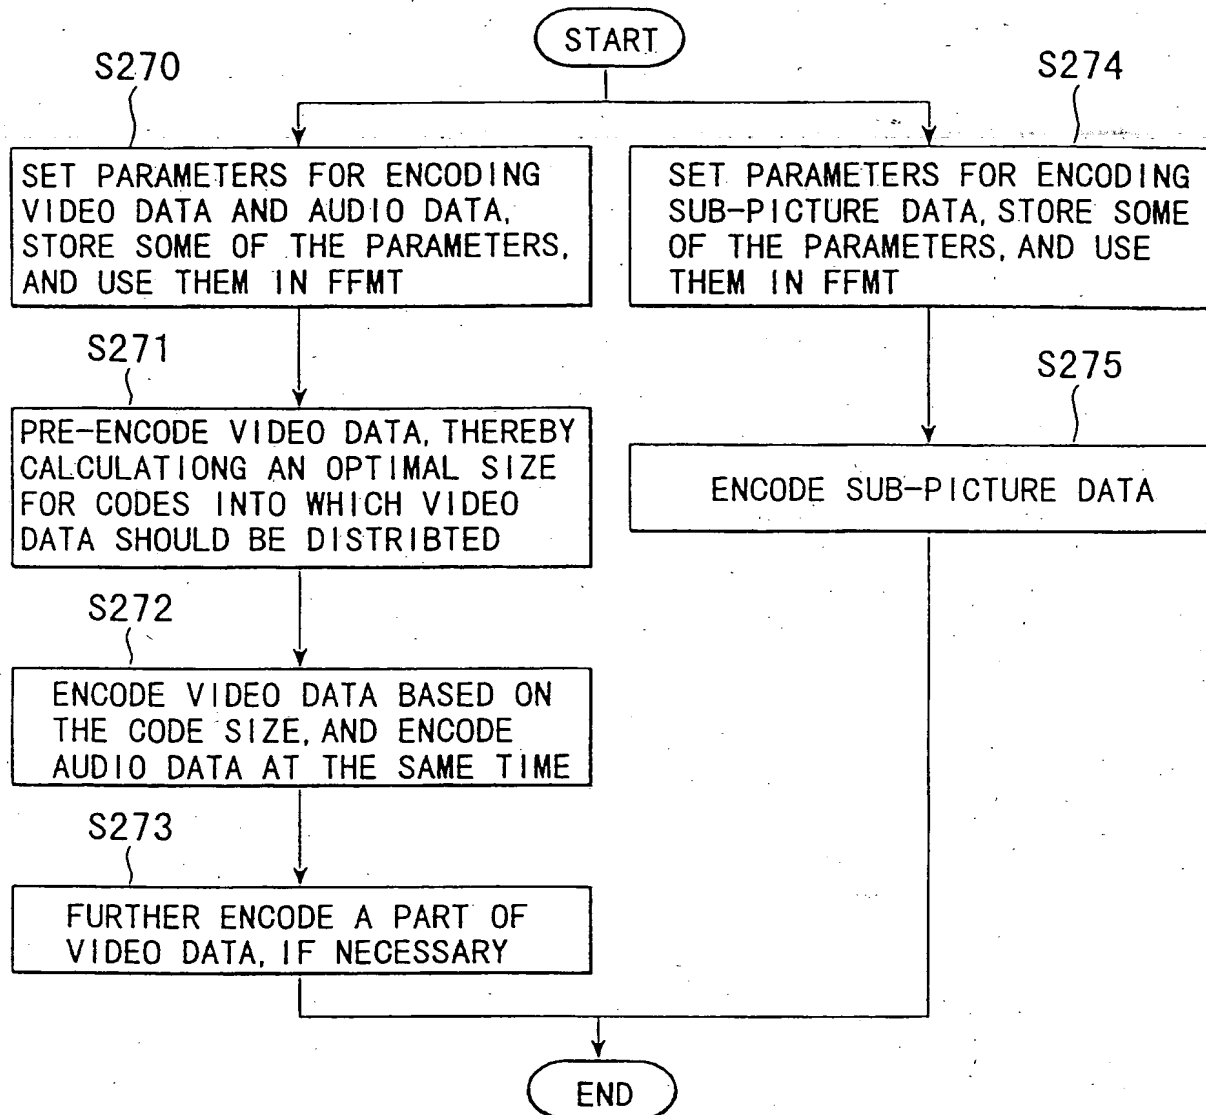 START
S270
SET PARAMETERS FOR ENCODING
VIDEO DATA AND AUDIO DATA,
STORE SOME OF THE PARAMETERS,
AND USE THEM IN FFMT
S271
PRE-ENCODE VIDEO DATA, THEREBY
CALCULATIONG AN OPTIMAL SIZE
FOR CODES INTO WHICH VIDEO
DATA SHOULD BE DISTRIBTED
S272
ENCODE VIDEO DATA BASED ON
THE CODE SIZE, AND ENCODE
AUDIO DATA AT THE SAME TIME
S273
FURTHER ENCODE A PART OF
VIDEO DATA, IF NECESSARY
S274
SET PARAMETERS FOR ENCODING
SUB-PICTURE DATA, STORE SOME
OF THE PARAMETERS, AND USE
THEM IN FFMT
S275
ENCODE SUB-PICTURE DATA
END